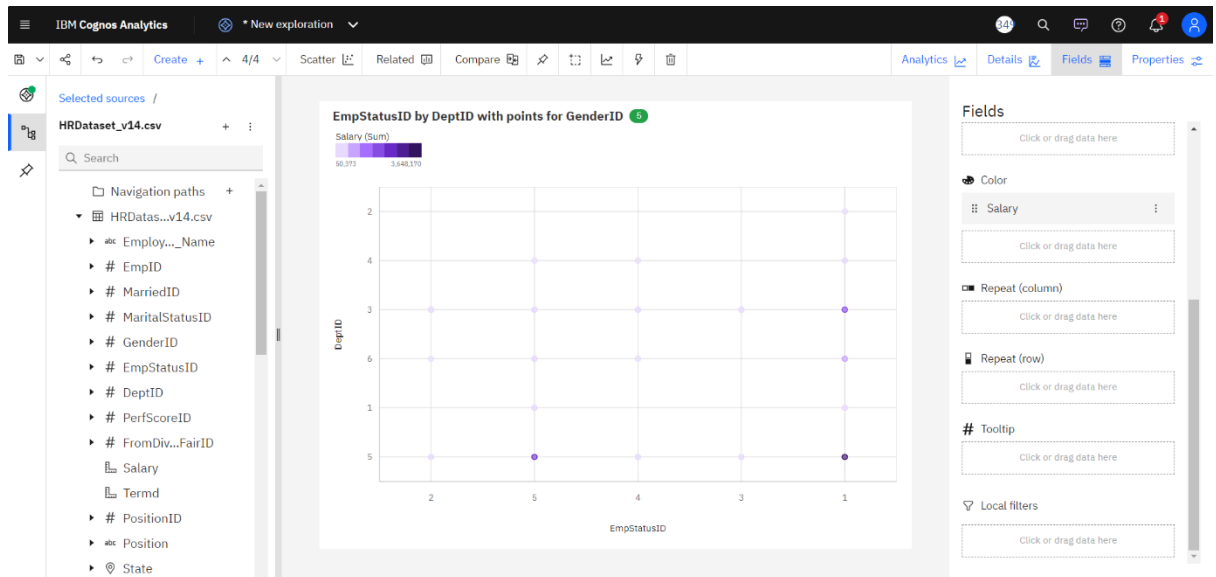 IBM Cognos Analytics
* New exploration
349
1
Create +
4/4
Scatter
Related
Compare
Analytics
Details
Fields
Properties
Selected sources /
HRDataset_v14.csv
Search
Navigation paths
HRDatas...v14.csv
abc Employ..._Name
# EmpID
# MarriedID
# MaritalStatusID
# GenderID
# EmpStatusID
# DeptID
# PerfScoreID
# FromDiv...FairID
Salary
Termd
# PositionID
abc Position
State
EmpStatusID by DeptID with points for GenderID 5
Salary (Sum)
50,373 3,648,170
DeptID
2
4
3
6
1
5
2 5 4 3 1
EmpStatusID
Fields
Click or drag data here
Color
Salary
Click or drag data here
Repeat (column)
Click or drag data here
Repeat (row)
Click or drag data here
# Tooltip
Click or drag data here
Local filters
Click or drag data here